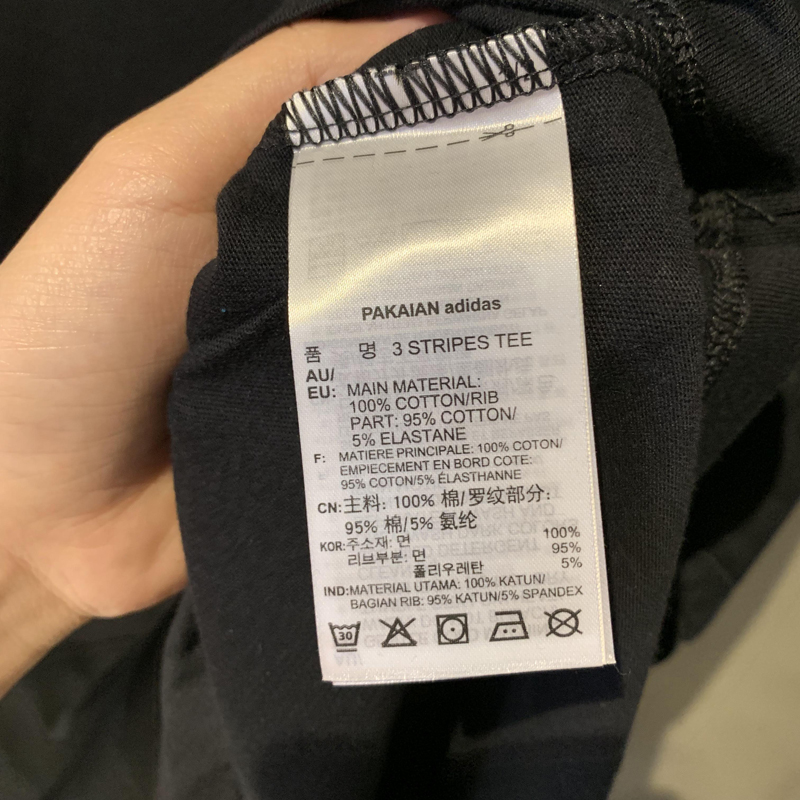 PAKAIAN adidas
품 명 3 STRIPES TEE
AU/
EU: MAIN MATERIAL:
100% COTTON/RIB
PART: 95% COTTON/
5% ELASTANE
F: MATIERE PRINCIPALE: 100% COTON/
EMPIECEMENT EN BORD COTE:
95% COTON/5% ÉLASTHANNE
CN:主料: 100% 棉/罗纹部分:
95% 棉/5% 氨纶
KOR:주소재: 면 100%
리브부분: 면 95%
폴리우레탄 5%
IND:MATERIAL UTAMA: 100% KATUN/
BAGIAN RIB: 95% KATUN/5% SPANDEX
30